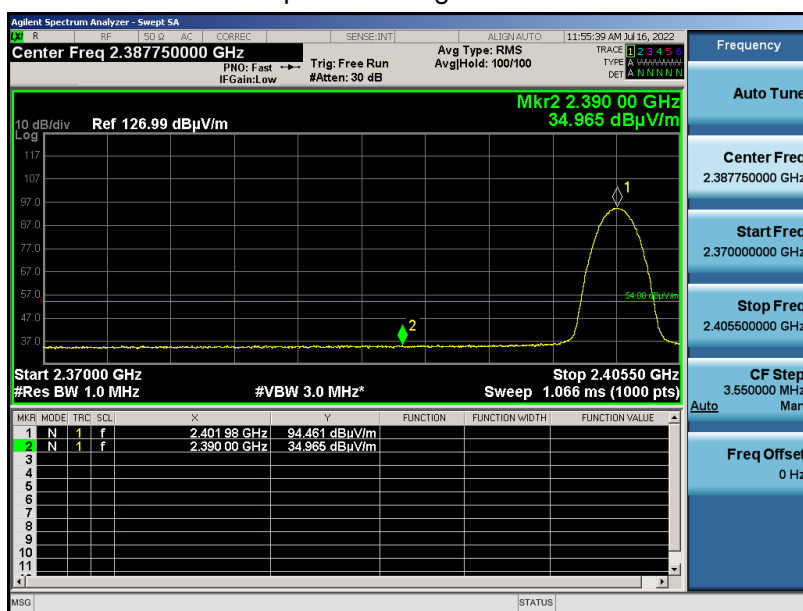 Agilent Spectrum Analyzer - Swept SA
LXI R RF 50 Ω AC CORREC SENSE:INT ALIGN AUTO 11:55:39 AM Jul 16, 2022
Center Freq 2.387750000 GHz Avg Type: RMS TRACE 1 2 3 4 5 6 Frequency
PNO: Fast Trig: Free Run Avg|Hold: 100/100 TYPE A WWWWW
IFGain:Low #Atten: 30 dB DET A N N N N N
Auto Tune
Mkr2 2.390 00 GHz
10 dB/div Ref 126.99 dBµV/m 34.965 dBµV/m
Log
117
107
97.0
87.0
77.0
67.0
57.0
47.0
37.0
1
2
54.00 dBµV/m
Center Freq
2.387750000 GHz
Start Freq
2.370000000 GHz
Stop Freq
2.405500000 GHz
Start 2.37000 GHz Stop 2.40550 GHz
#Res BW 1.0 MHz #VBW 3.0 MHz* Sweep 1.066 ms (1000 pts)
CF Step
3.550000 MHz
Auto Man
MKR MODE TRC SCL X Y FUNCTION FUNCTION WIDTH FUNCTION VALUE
1 N 1 f 2.401 98 GHz 94.461 dBµV/m
2 N 1 f 2.390 00 GHz 34.965 dBµV/m
3
4
5
6
7
8
9
10
11
Freq Offset
0 Hz
MSG STATUS